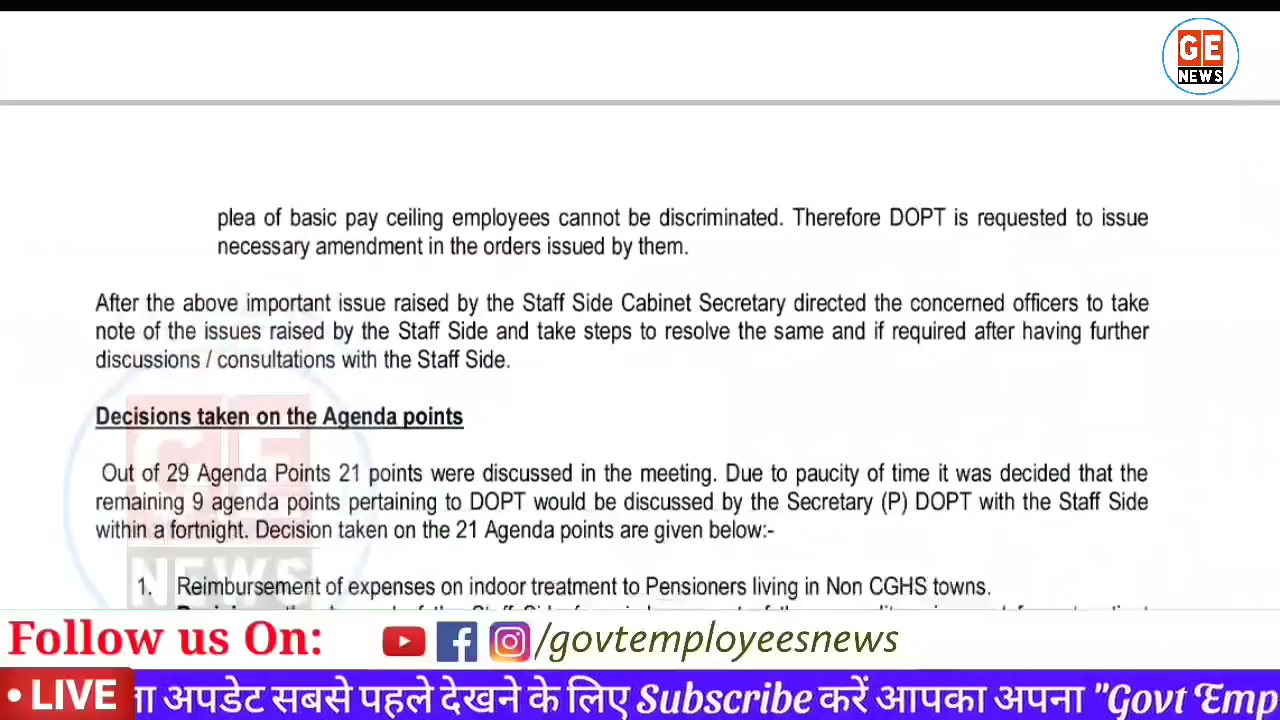 GE
NEWS
plea of basic pay ceiling employees cannot be discriminated. Therefore DOPT is requested to issue
necessary amendment in the orders issued by them.
After the above important issue raised by the Staff Side Cabinet Secretary directed the concerned officers to take
note of the issues raised by the Staff Side and take steps to resolve the same and if required after having further
discussions / consultations with the Staff Side.
Decisions taken on the Agenda points
Out of 29 Agenda Points 21 points were discussed in the meeting. Due to paucity of time it was decided that the
remaining 9 agenda points pertaining to DOPT would be discussed by the Secretary (P) DOPT with the Staff Side
within a fortnight. Decision taken on the 21 Agenda points are given below:-
GE
NEWS
1. Reimbursement of expenses on indoor treatment to Pensioners living in Non CGHS towns.
Follow us On: /govtemployeesnews
• LIVE अपडेट सबसे पहले देखने के लिए Subscribe करें आपका अपना "Govt Emp